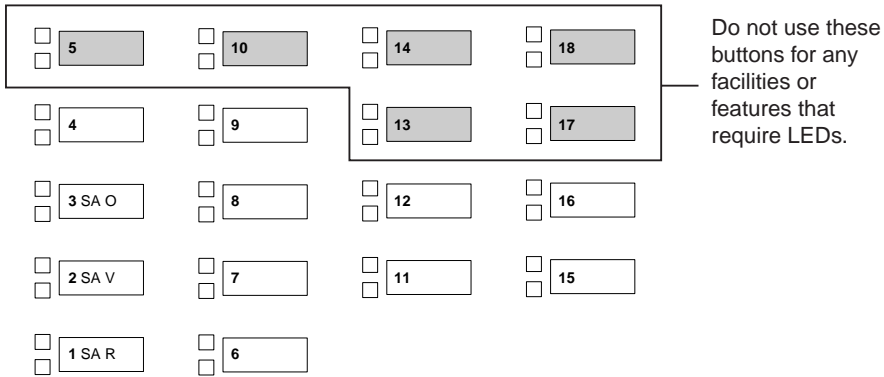 5 10 14 18
4 9 13 17
3 SA O 8 12 16
2 SA V 7 11 15
1 SA R 6
Do not use these
buttons for any
facilities or
features that
require LEDs.